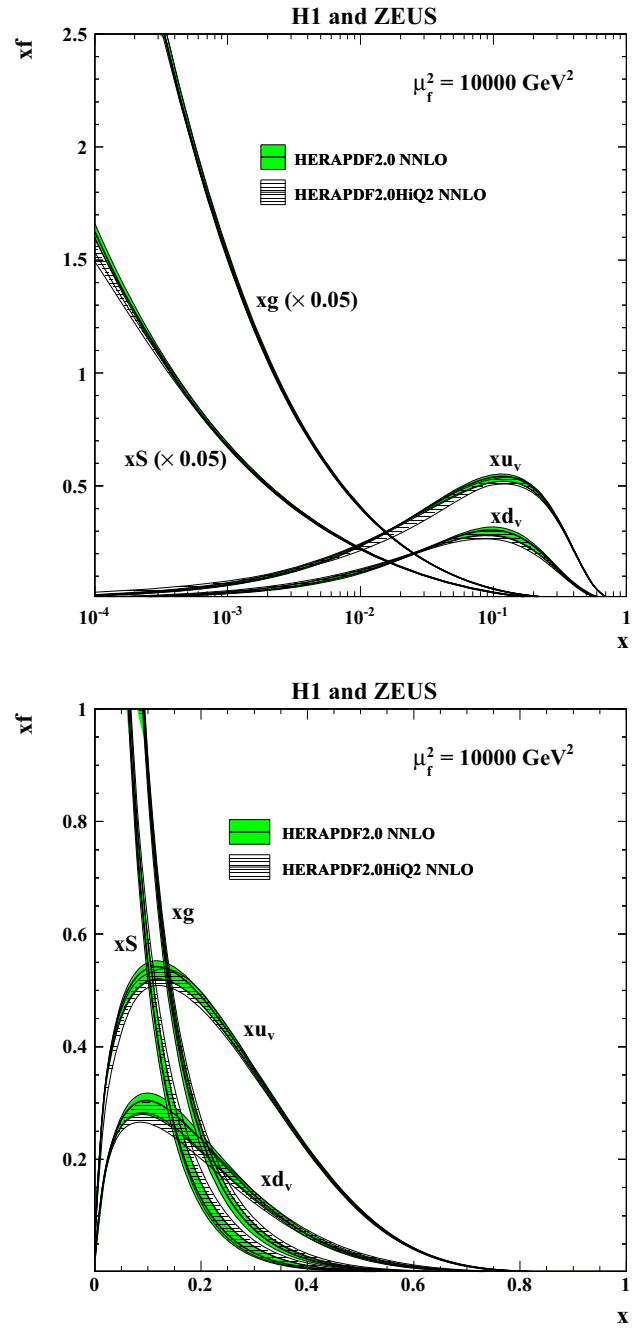 H1 and ZEUS
xf
2.5
2
1.5
1
0.5
μf² = 10000 GeV²
HERAPDF2.0 NNLO
HERAPDF2.0HiQ2 NNLO
xg (× 0.05)
xS (× 0.05)
xuv
xdv
10⁻⁴ 10⁻³ 10⁻² 10⁻¹ 1
x
H1 and ZEUS
xf
1
0.8
0.6
0.4
0.2
μf² = 10000 GeV²
HERAPDF2.0 NNLO
HERAPDF2.0HiQ2 NNLO
xg
xS
xuv
xdv
0 0.2 0.4 0.6 0.8 1
x